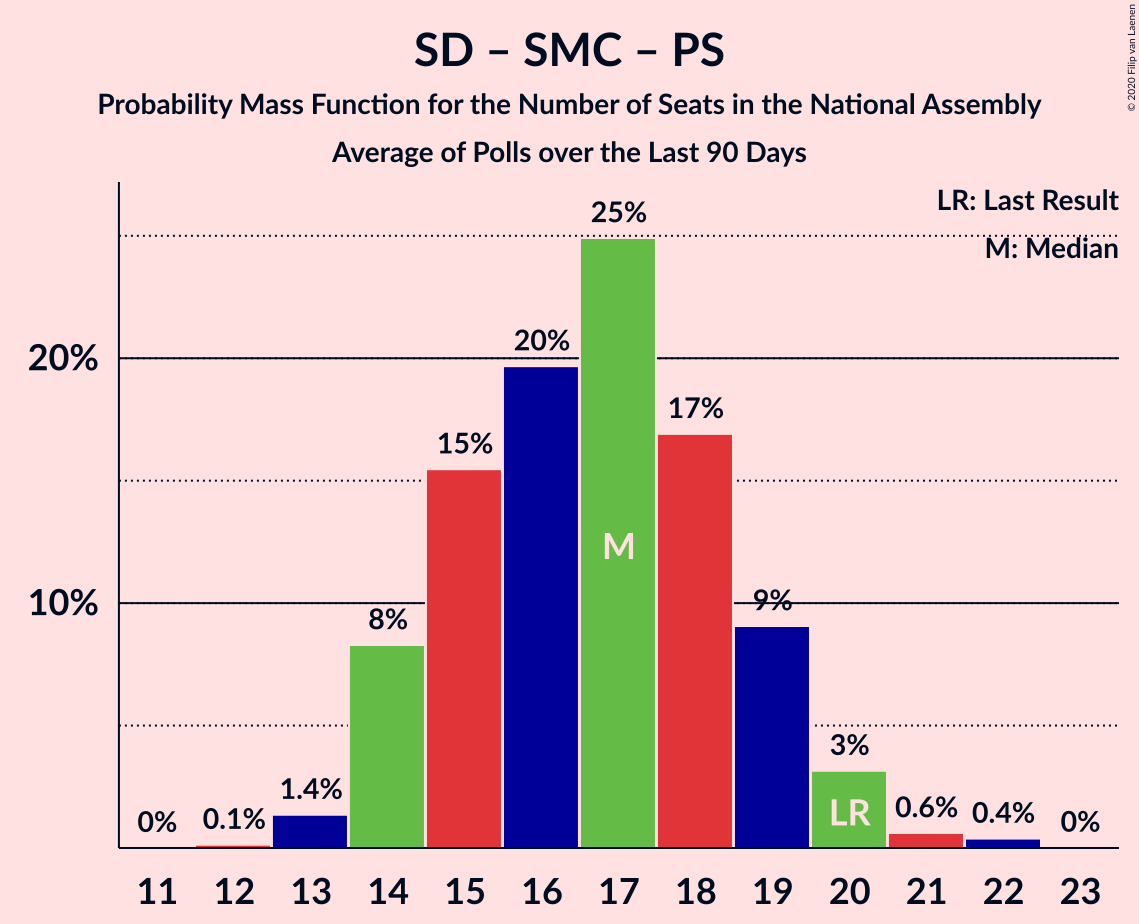 SD – SMC – PS
Probability Mass Function for the Number of Seats in the National Assembly
Average of Polls over the Last 90 Days
© 2020 Filip van Laenen
LR: Last Result
M: Median
20%
10%
0%
0.1%
1.4%
8%
15%
20%
25%
17%
9%
3%
0.6%
0.4%
0%
M
LR
11 12 13 14 15 16 17 18 19 20 21 22 23